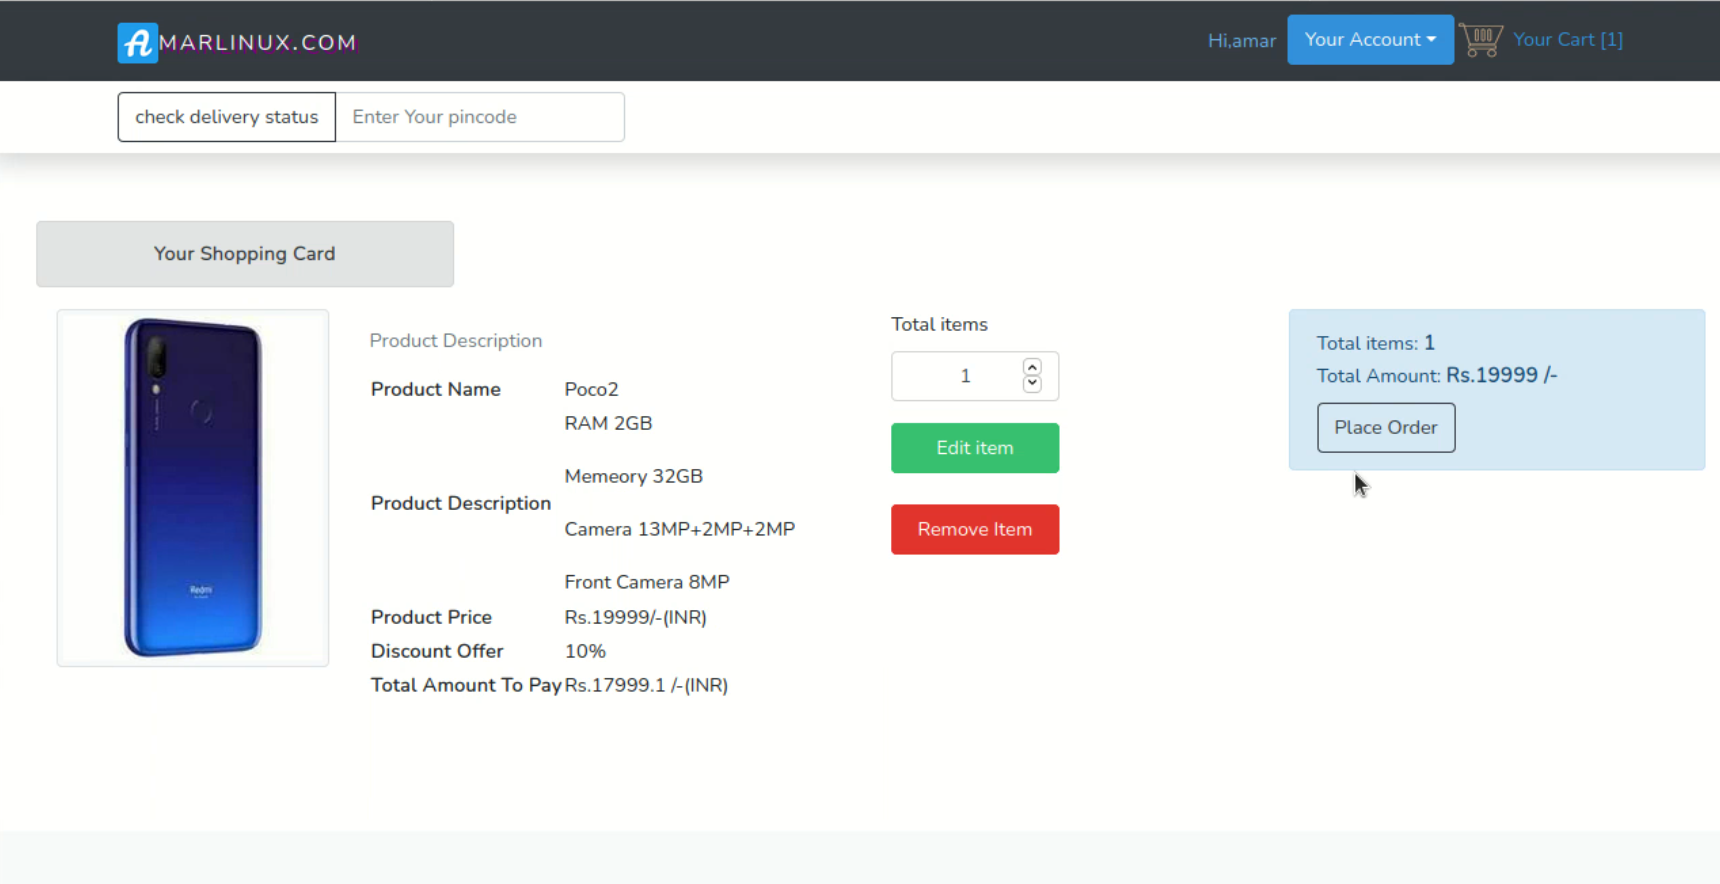 AMARLINUX.COM
Hi,amar
Your Account
Your Cart [1]
check delivery status
Enter Your pincode
Your Shopping Card
Product Description
Product Name
Poco2
Product Description
RAM 2GB
Memeory 32GB
Camera 13MP+2MP+2MP
Front Camera 8MP
Product Price
Rs.19999/-(INR)
Discount Offer
10%
Total Amount To Pay
Rs.17999.1 /-(INR)
Redmi
Total items
1
Edit item
Remove Item
Total items: 1
Total Amount: Rs.19999 /-
Place Order